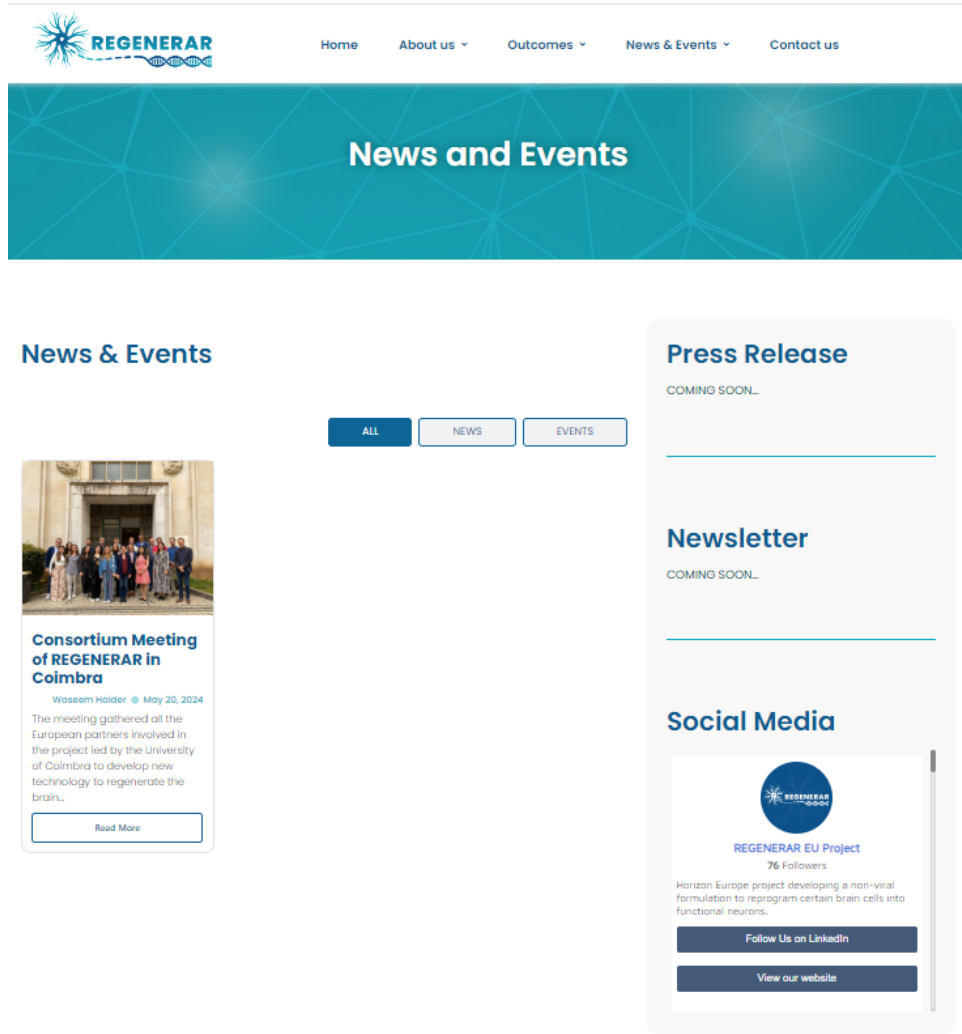 REGENERAR
Home
About us
Outcomes
News & Events
Contact us
News and Events
News & Events
ALL
NEWS
EVENTS
Consortium Meeting
of REGENERAR in
Coimbra
Waseem Haider
May 20, 2024
The meeting gathered all the
European partners involved in
the project led by the University
of Coimbra to develop new
technology to regenerate the
brain...
Read More
Press Release
COMING SOON...
Newsletter
COMING SOON...
Social Media
REGENERAR
REGENERAR EU Project
76 Followers
Horizon Europe project developing a non-viral
formulation to reprogram certain brain cells into
functional neurons.
Follow Us on LinkedIn
View our website